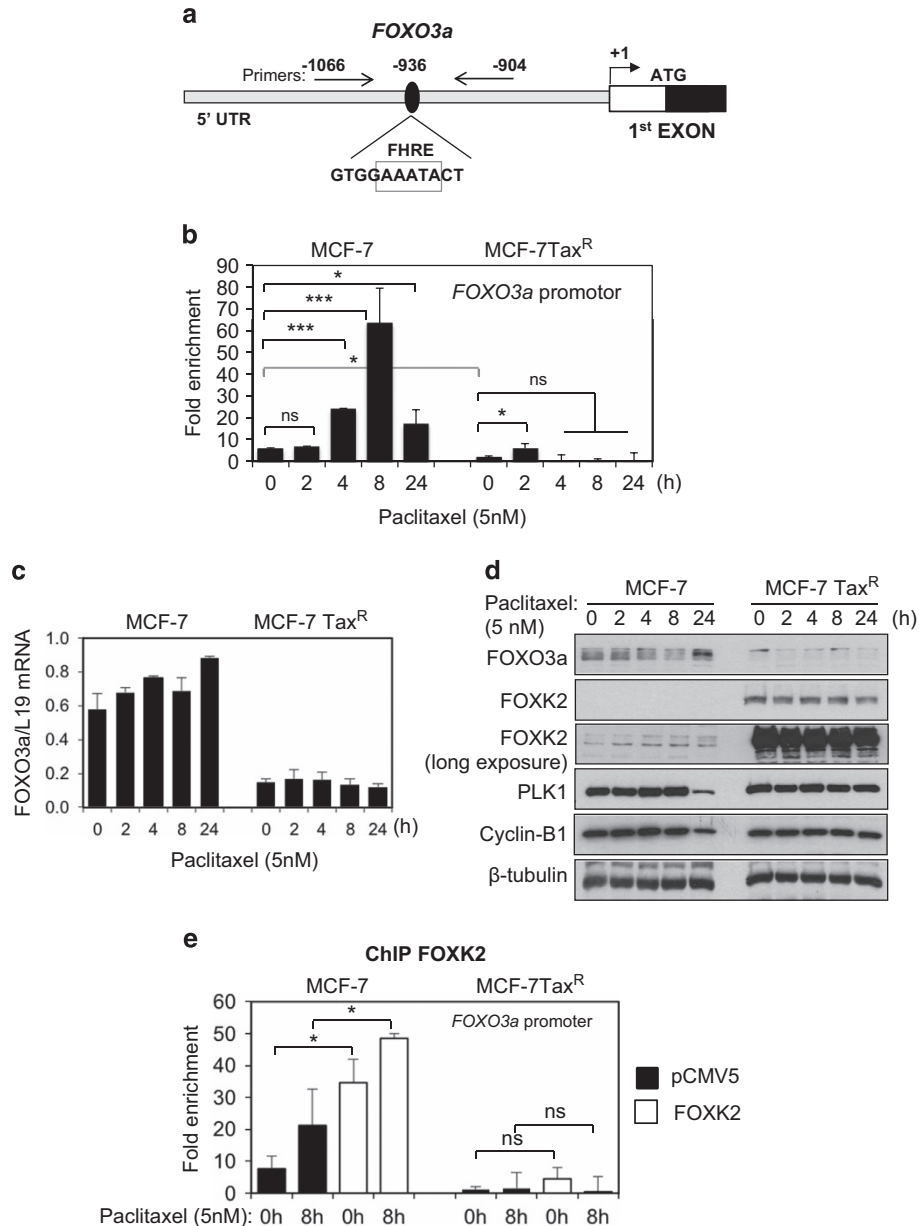 a
FOXO3a
Primers: -1066 -936 -904 +1
ATG
5' UTR
1st EXON
FHRE
GTGGAAATACT
b
MCF-7 MCF-7TaxR
Fold enrichment
90
80
70
60
50
40
30
20
10
0
FOXO3a promotor
*
***
***
*
ns
*
ns
0 2 4 8 24 0 2 4 8 24 (h)
Paclitaxel (5nM)
c
MCF-7 MCF-7 TaxR
FOXO3a/L19 mRNA
1.0
0.8
0.6
0.4
0.2
0.0
0 2 4 8 24 0 2 4 8 24 (h)
Paclitaxel (5nM)
d
MCF-7 MCF-7 TaxR
Paclitaxel: 0 2 4 8 24 0 2 4 8 24 (h)
(5 nM)
FOXO3a
FOXK2
FOXK2
(long exposure)
PLK1
Cyclin-B1
β-tubulin
e
ChIP FOXK2
MCF-7 MCF-7TaxR
Fold enrichment
60
50
40
30
20
10
0
FOXO3a promoter
*
*
ns
ns
pCMV5
FOXK2
Paclitaxel (5nM): 0h 8h 0h 8h 0h 8h 0h 8h